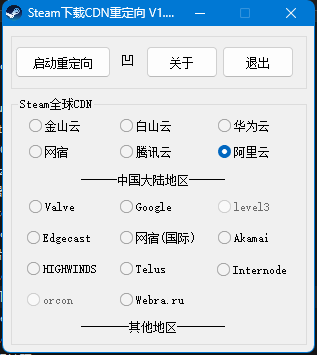 Steam下载CDN重定向 V1....
启动重定向 凹 关于 退出
Steam全球CDN
金山云 白山云 华为云
网宿 腾讯云 阿里云
中国大陆地区
Valve Google level3
Edgecast 网宿(国际) Akamai
HIGHWINDS Telus Internode
orcon Webra.ru
其他地区